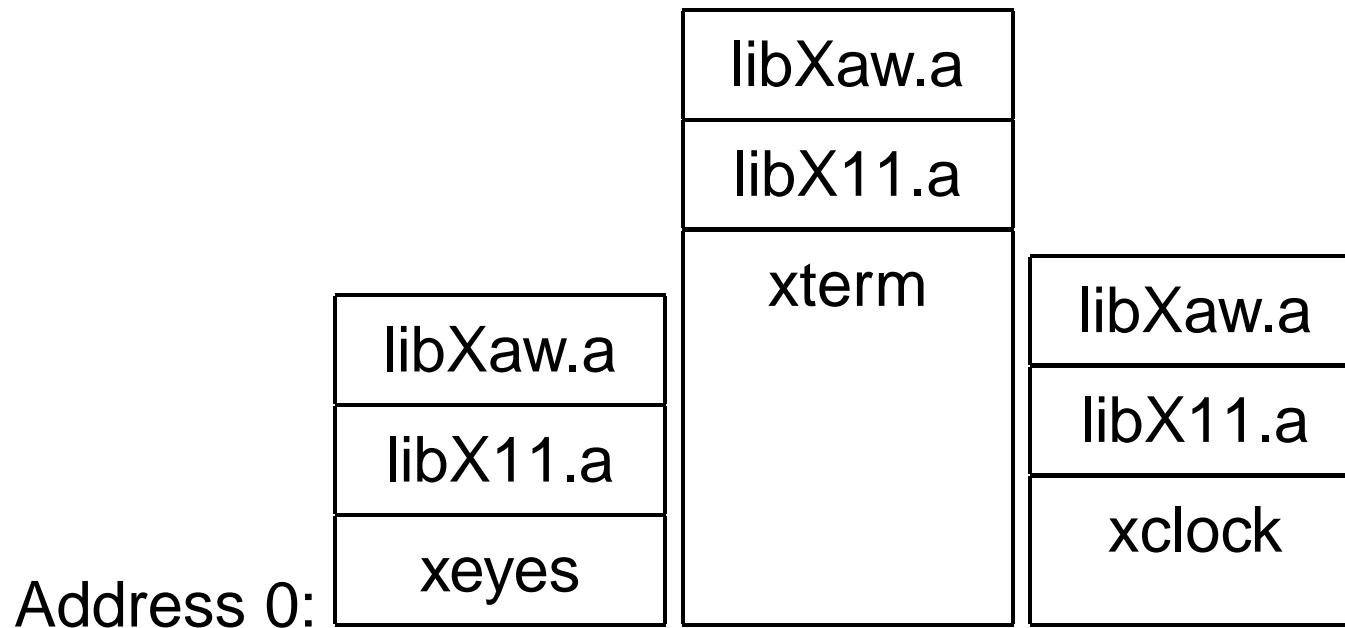 libXaw.a
libX11.a
xterm
libXaw.a
libX11.a
xeyes
libXaw.a
libX11.a
xclock
Address 0: